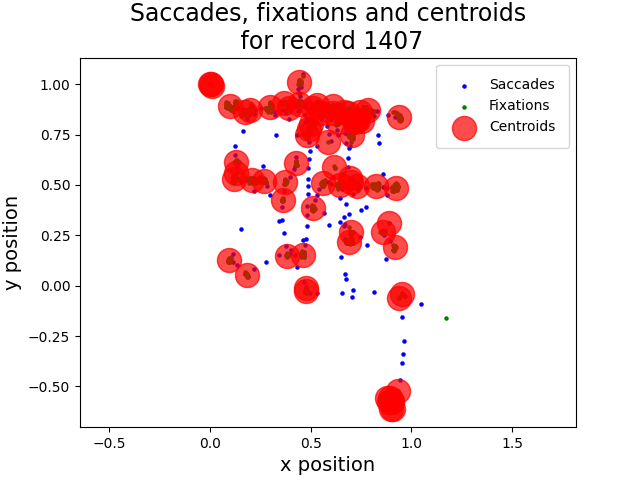 Saccades, fixations and centroids
for record 1407
Saccades
Fixations
Centroids
1.00
0.75
0.50
0.25
0.00
−0.25
−0.50
y position
−0.5
0.0
0.5
1.0
1.5
x position